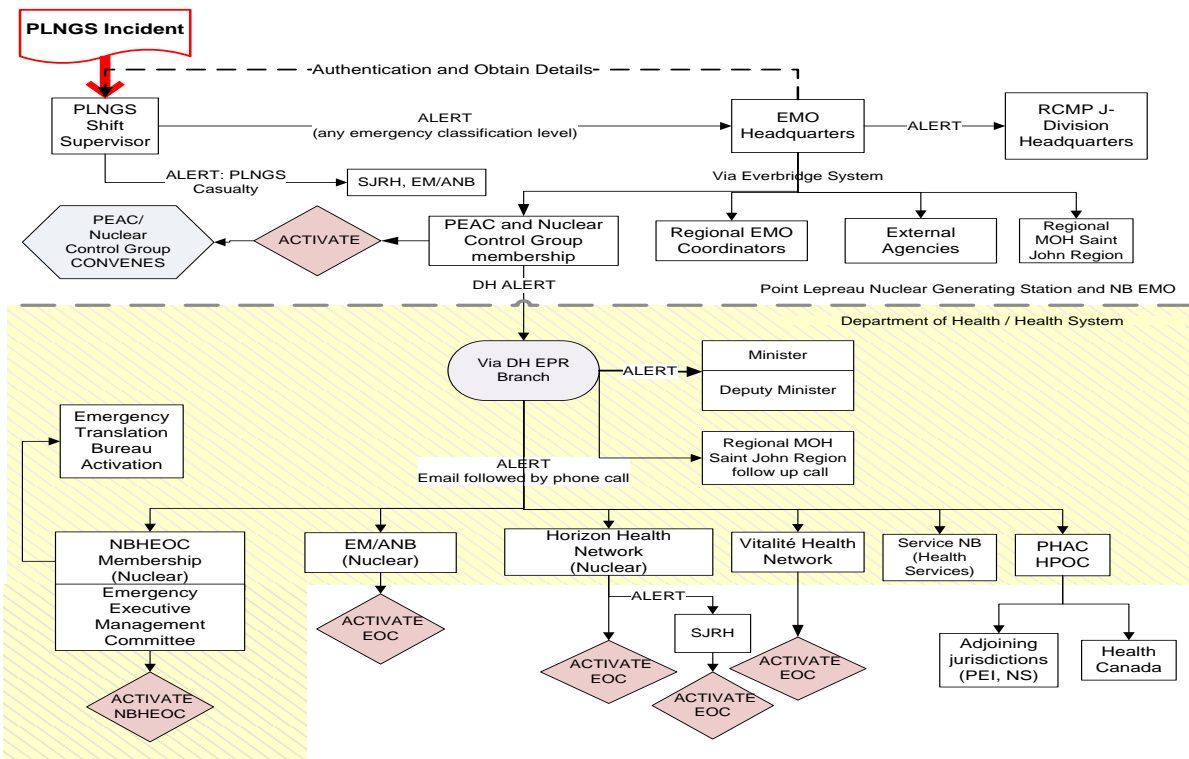 PLNGS Incident
Authentication and Obtain Details
PLNGS
Shift
Supervisor
ALERT
(any emergency classification level)
EMO
Headquarters
ALERT
RCMP J-
Division
Headquarters
ALERT: PLNGS
Casualty
SJRH, EM/ANB
Via Everbridge System
PEAC/
Nuclear
Control Group
CONVENES
ACTIVATE
PEAC and Nuclear
Control Group
membership
Regional EMO
Coordinators
External
Agencies
Regional
MOH Saint
John Region
DH ALERT
Point Lepreau Nuclear Generating Station and NB EMO
Department of Health / Health System
Via DH EPR
Branch
ALERT
Minister
Deputy Minister
Emergency
Translation
Bureau
Activation
Regional MOH
Saint John Region
follow up call
ALERT
Email followed by phone call
NBHEOC
Membership
(Nuclear)
Emergency
Executive
Management
Committee
EM/ANB
(Nuclear)
Horizon Health
Network
(Nuclear)
Vitalité Health
Network
Service NB
(Health
Services)
PHAC
HPOC
ALERT
SJRH
ACTIVATE
EOC
ACTIVATE
EOC
ACTIVATE
EOC
ACTIVATE
EOC
Adjoining
jurisdictions
(PEI, NS)
Health
Canada
ACTIVATE
NBHEOC